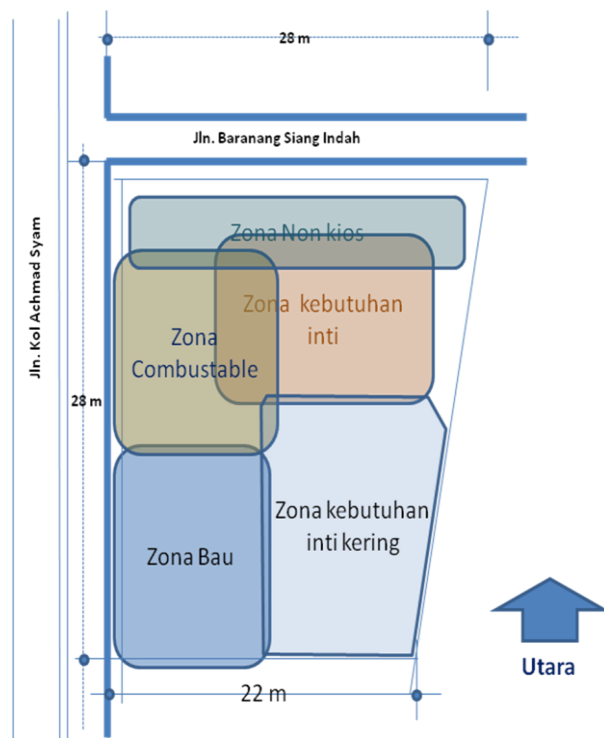 28 m
Jln. Baranang Siang Indah
Jln. Kol Achmad Syam
Zona Non kios
Zona kebutuhan
inti
Zona
Combustable
28 m
Zona kebutuhan
inti kering
Zona Bau
Utara
22 m